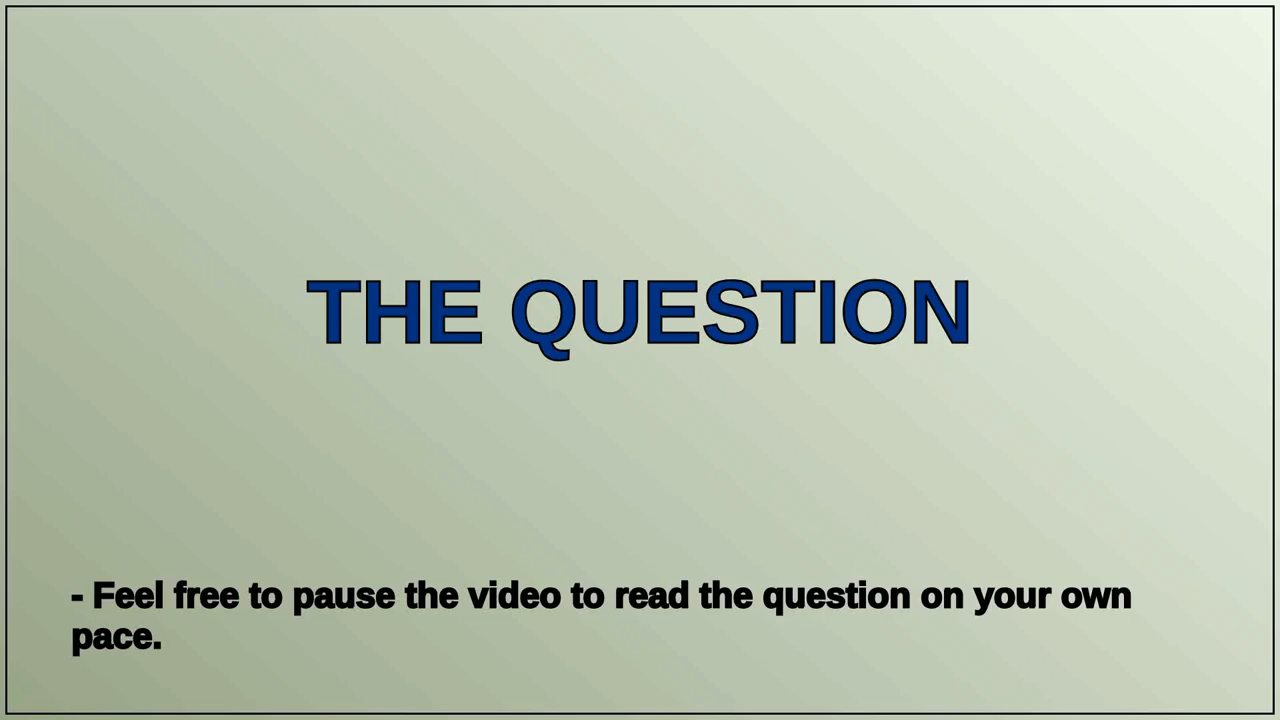 THE QUESTION
- Feel free to pause the video to read the question on your own
pace.